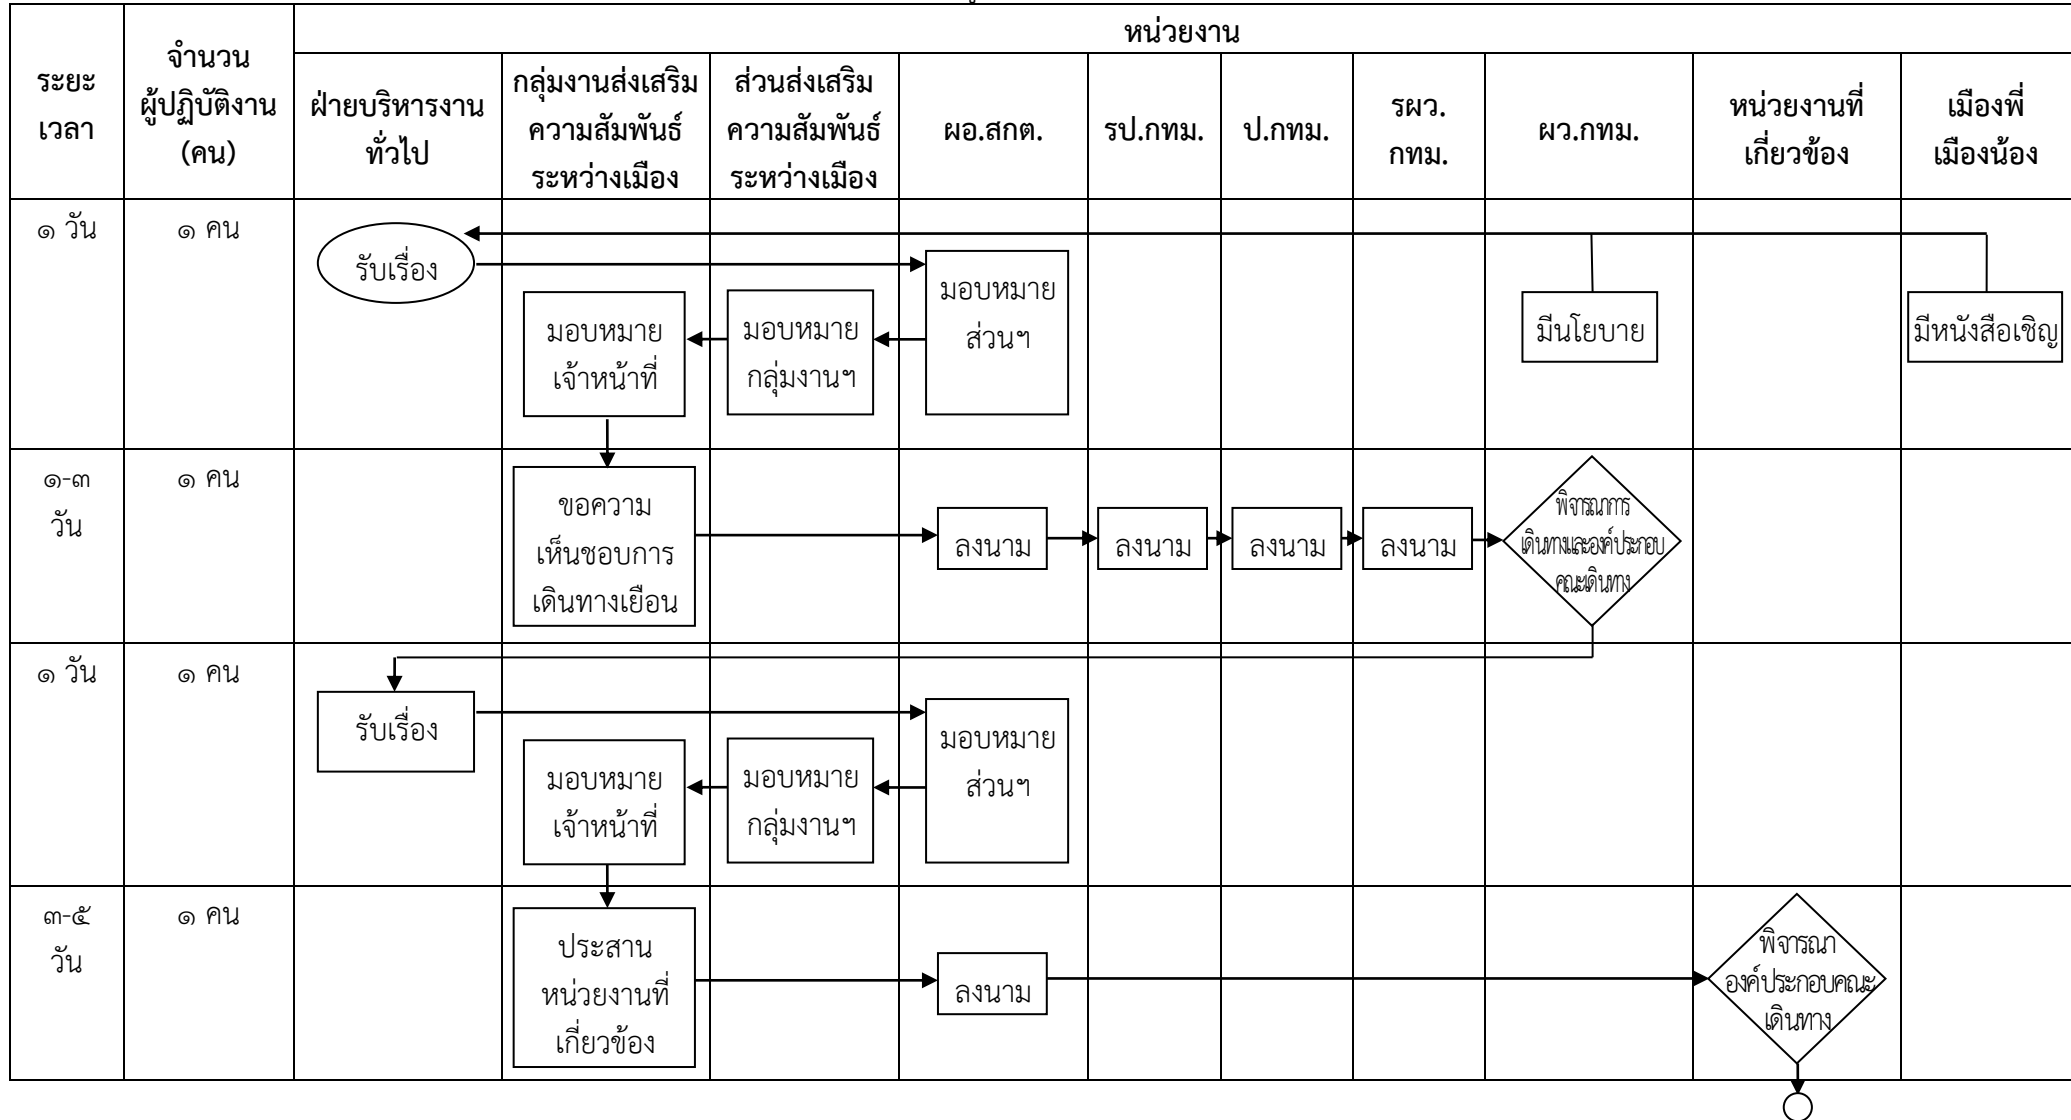 หน่วยงาน
ระยะ
เวลา
จำนวน
ผู้ปฏิบัติงาน
(คน)
ฝ่ายบริหารงาน
ทั่วไป
กลุ่มงานส่งเสริม
ความสัมพันธ์
ระหว่างเมือง
ส่วนส่งเสริม
ความสัมพันธ์
ระหว่างเมือง
ผอ.สกต.
รป.กทม.
ป.กทม.
รผว.
กทม.
ผว.กทม.
หน่วยงานที่
เกี่ยวข้อง
เมืองพี่
เมืองน้อง
๑ วัน
๑ คน
รับเรื่อง
มอบหมาย
เจ้าหน้าที่
มอบหมาย
กลุ่มงานฯ
มอบหมาย
ส่วนฯ
มีนโยบาย
มีหนังสือเชิญ
๑-๓
วัน
๑ คน
ขอความ
เห็นชอบการ
เดินทางเยือน
ลงนาม
ลงนาม
ลงนาม
ลงนาม
พิจารณาการ
เดินทางและองค์ประกอบ
คณะเดินทาง
๑ วัน
๑ คน
รับเรื่อง
มอบหมาย
เจ้าหน้าที่
มอบหมาย
กลุ่มงานฯ
มอบหมาย
ส่วนฯ
๓-๕
วัน
๑ คน
ประสาน
หน่วยงานที่
เกี่ยวข้อง
ลงนาม
พิจารณา
องค์ประกอบคณะ
เดินทาง